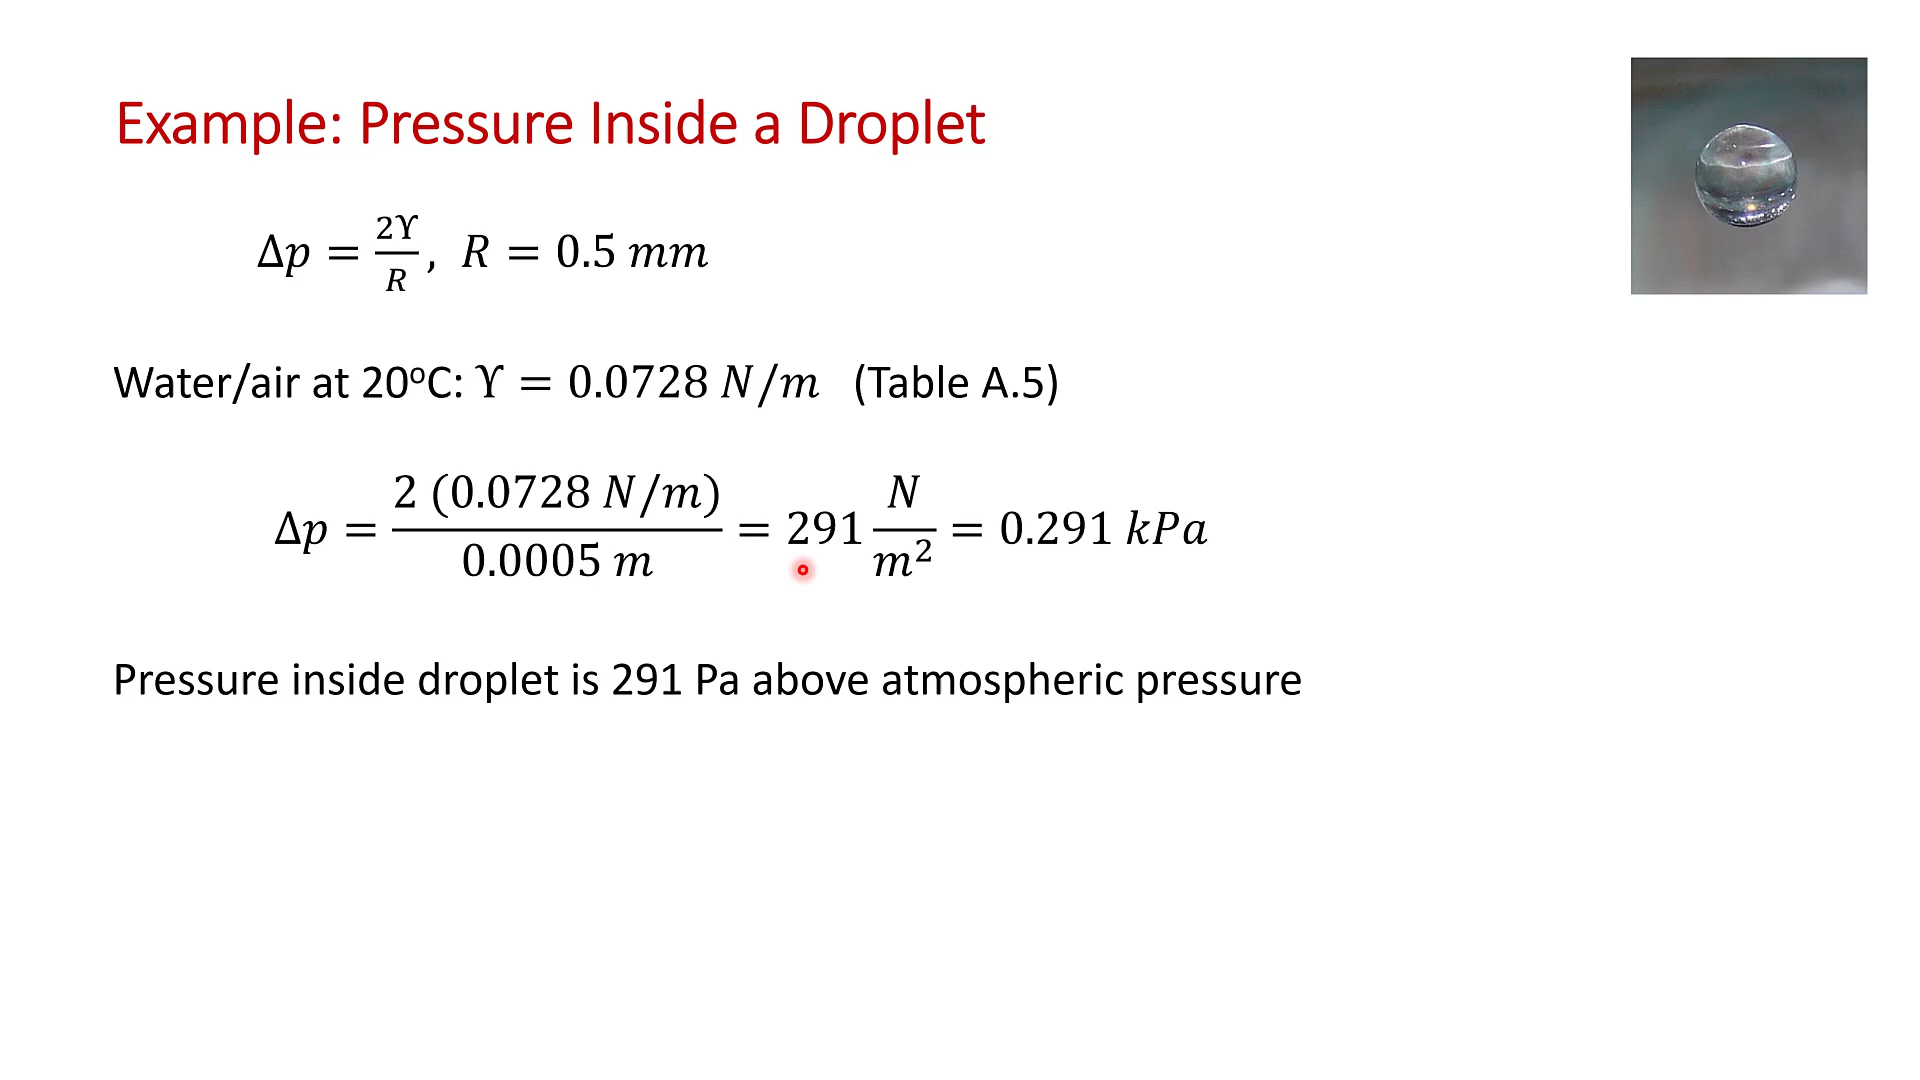 Example: Pressure Inside a Droplet
Δp = 2ϒ/R, R = 0.5 mm
Water/air at 20ᵒC: ϒ = 0.0728 N/m (Table A.5)
Δp = 2 (0.0728 N/m)/0.0005 m = 291 N/m² = 0.291 kPa
Pressure inside droplet is 291 Pa above atmospheric pressure